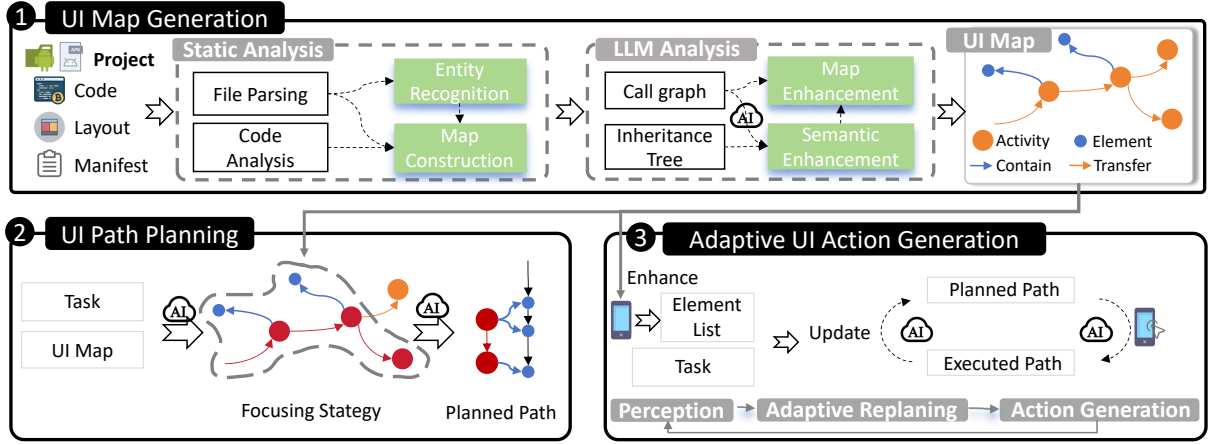 1 UI Map Generation
Project
Code
Layout
Manifest
Static Analysis
File Parsing
Code
Analysis
Entity
Recognition
Map
Construction
LLM Analysis
Call graph
Inheritance
Tree
AI
Map
Enhancement
Semantic
Enhancement
UI Map
Activity
Element
Contain
Transfer
2 UI Path Planning
Task
UI Map
AI
Focusing Stategy
AI
Planned Path
3 Adaptive UI Action Generation
Enhance
Element
List
Task
Update
Planned Path
AI
AI
Executed Path
Perception
Adaptive Replaning
Action Generation